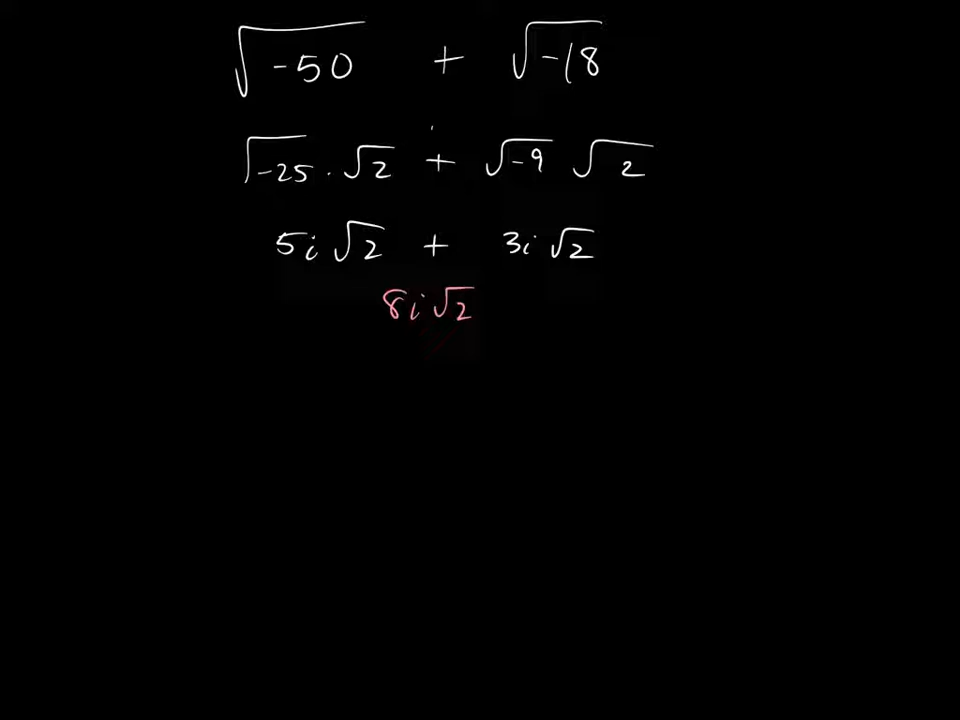 √-50 + √-18
√-25 · √2 + √-9 √2
5i √2 + 3i √2
8i √2